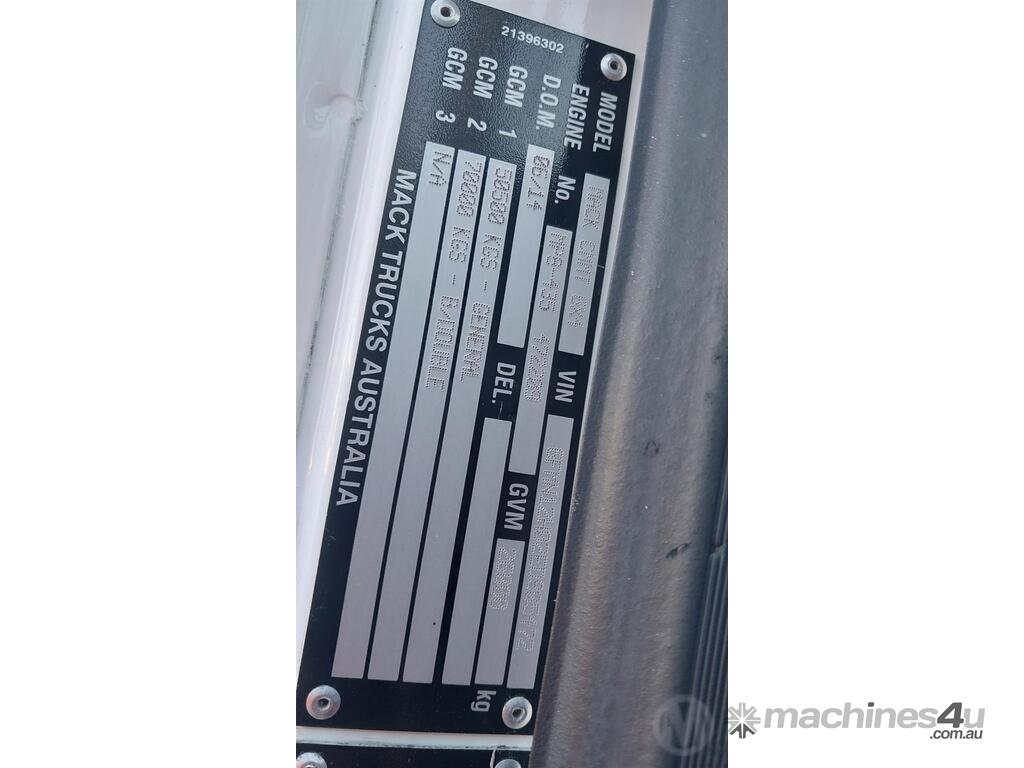 21396302
MODEL MACK CMMT 6X4 VIN
ENGINE No. MP8-435
D.O.M. 06/14 DEL. GVM kg
GCM 1 50500 KGS - GENERAL
GCM 2 70000 KGS - B/DOUBLE
GCM 3 N/A
MACK TRUCKS AUSTRALIA
machines4u
.com.au